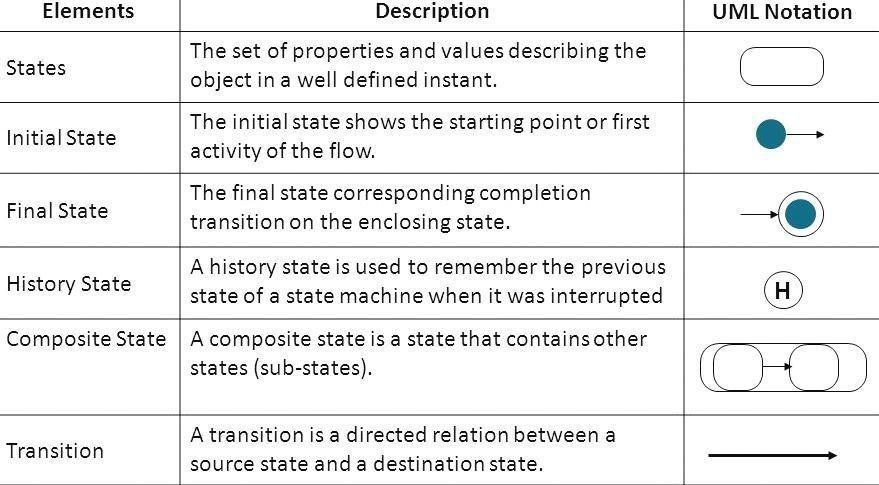 Elements Description UML Notation
States
The set of properties and values describing the
object in a well defined instant.
Initial State
The initial state shows the starting point or first
activity of the flow.
Final State
The final state corresponding completion
transition on the enclosing state.
History State
A history state is used to remember the previous
state of a state machine when it was interrupted
H
Composite State
A composite state is a state that contains other
states (sub-states).
Transition
A transition is a directed relation between a
source state and a destination state.